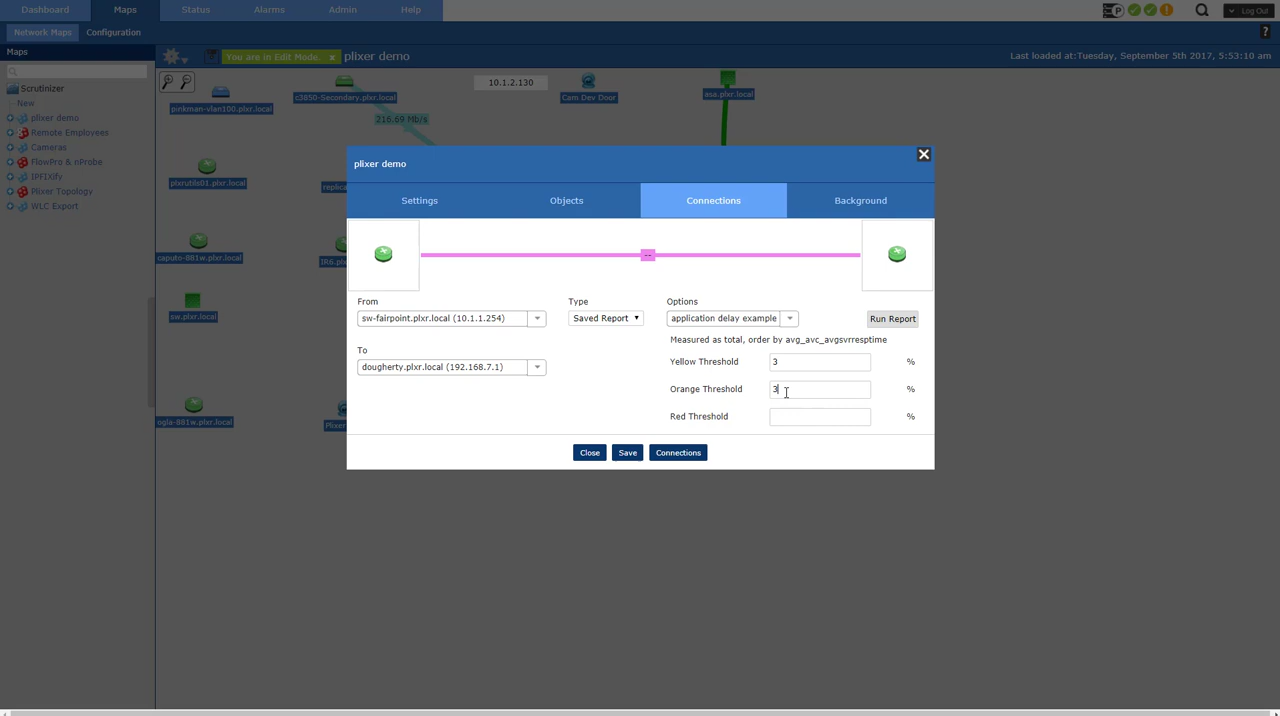 Dashboard Maps Status Alarms Admin Help P Log Out
Network Maps Configuration ?
Maps You are in Edit Mode. x plixer demo Last loaded at:Tuesday, September 5th 2017, 5:53:10 am
Scrutinizer
New
plixer demo
Remote Employees
Cameras
FlowPro & nProbe
IPFIXify
Plixer Topology
WLC Export
pinkman-vlan100.plxr.local
c3850-Secondary.plxr.local
10.1.2.130
Cam Dev Door
asa.plxr.local
216.69 Mb/s
plxrutils01.plxr.local
replica
caputo-881w.plxr.local
IR6.pl
sw.plxr.local
ogla-881w.plxr.local
Plixer
plixer demo
Settings Objects Connections Background
--
From Type Options
sw-fairpoint.plxr.local (10.1.1.254) Saved Report application delay example Run Report
Measured as total, order by avg_avc_avgsvrresptime
To
dougherty.plxr.local (192.168.7.1)
Yellow Threshold 3 %
Orange Threshold 3 %
Red Threshold %
Close Save Connections